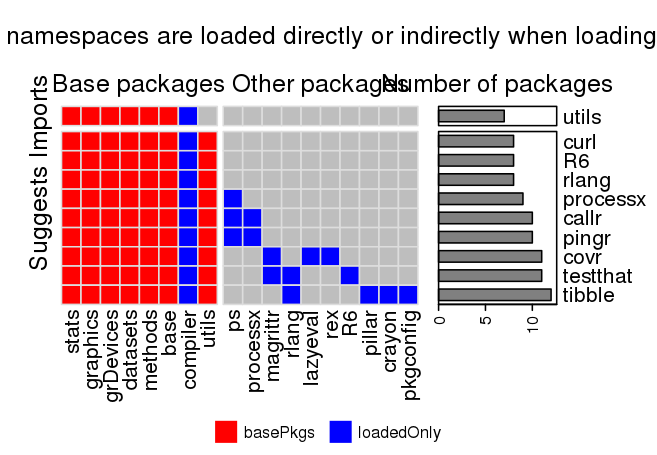 namespaces are loaded directly or indirectly when loading
Base packages
Other packages
Number of packages
Imports
Suggests
utils
curl
R6
rlang
processx
callr
pingr
covr
testthat
tibble
stats
graphics
grDevices
datasets
methods
base
compiler
utils
ps
processx
magrittr
rlang
lazyeval
rex
R6
pillar
crayon
pkgconfig
0
5
10
basePkgs
loadedOnly